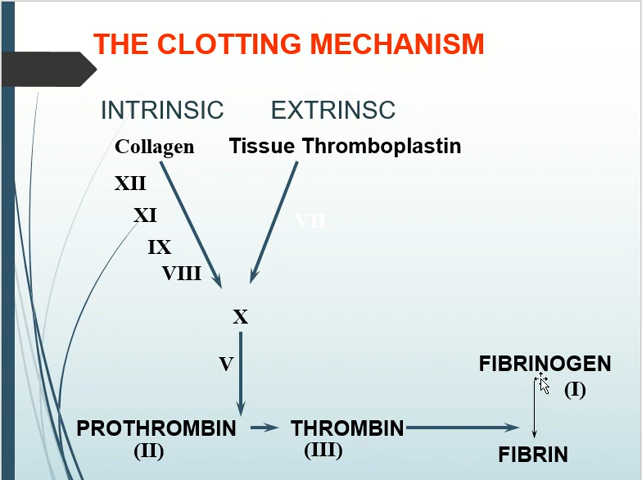 THE CLOTTING MECHANISM
INTRINSIC EXTRINSC
Collagen Tissue Thromboplastin
XII
XI
VII
IX
VIII
X
V
FIBRINOGEN
(I)
PROTHROMBIN THROMBIN
(II) (III)
FIBRIN